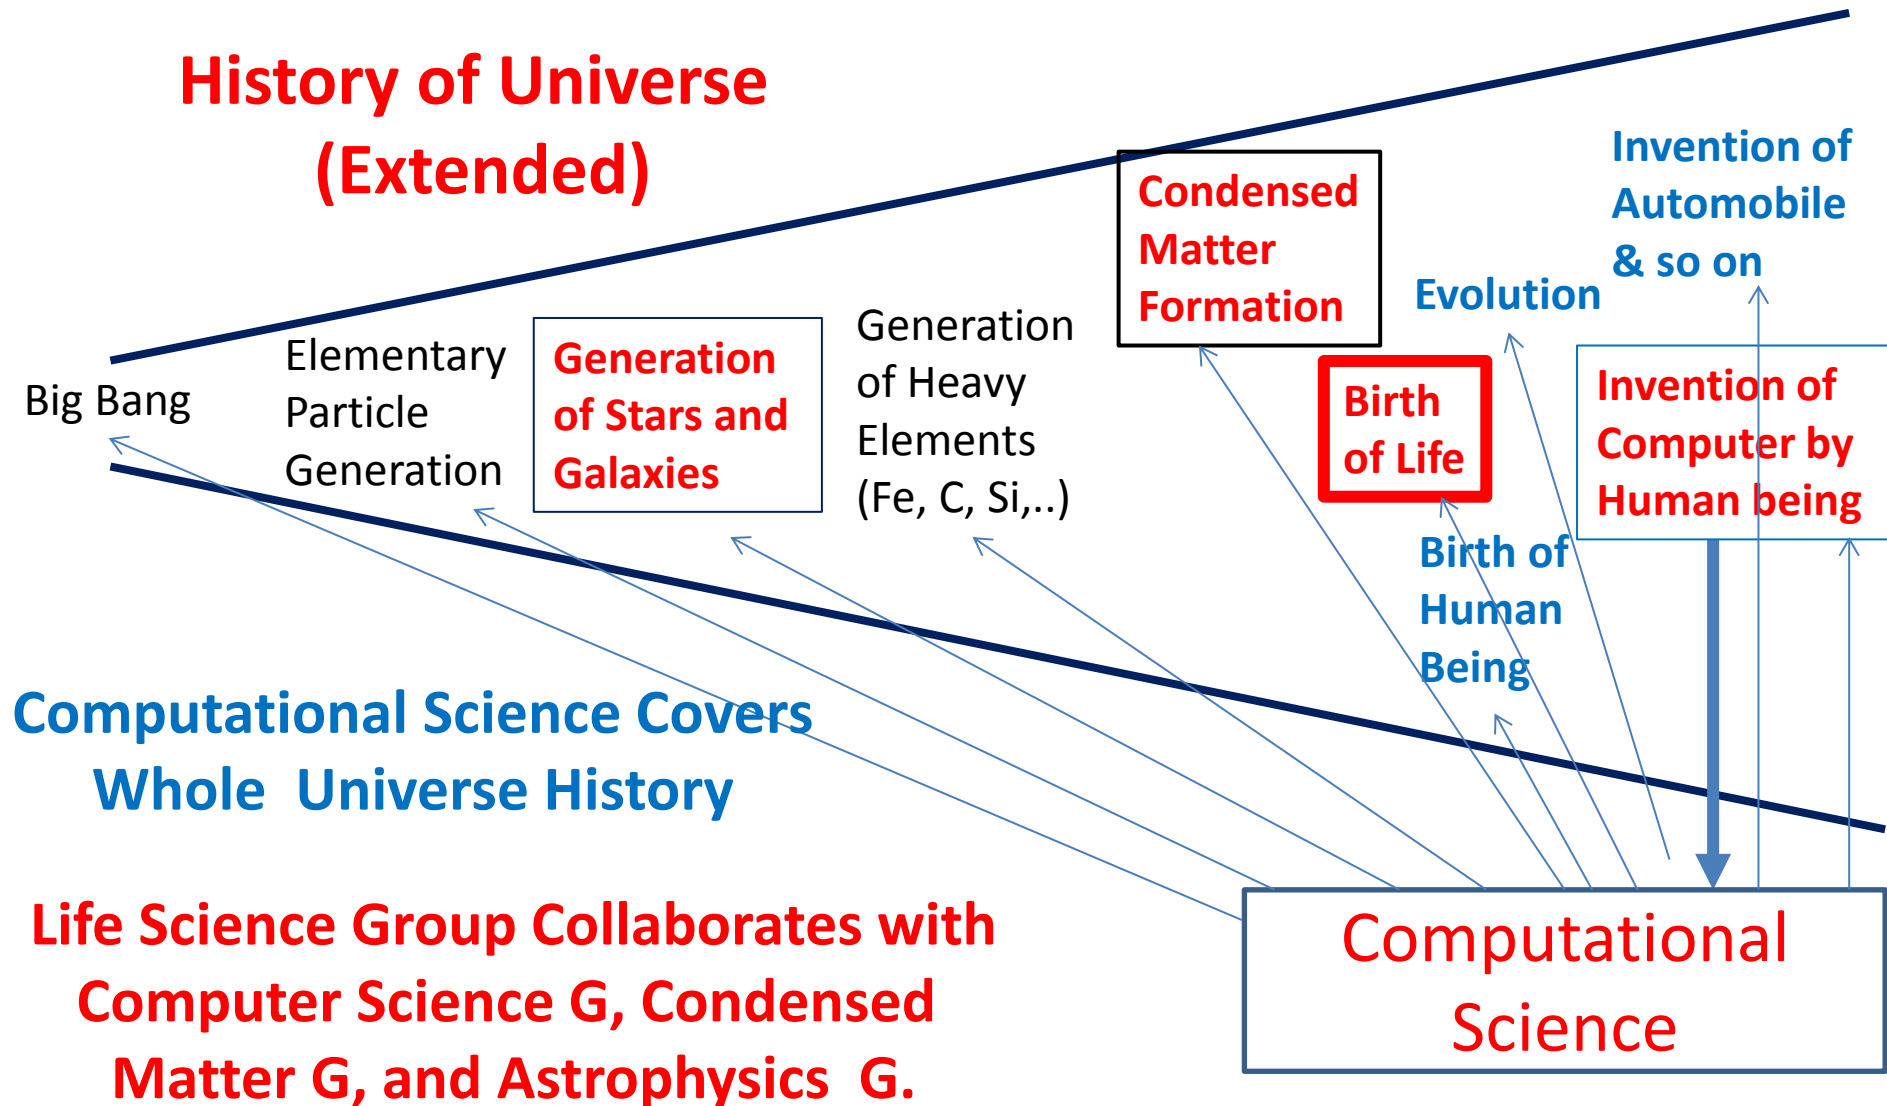 History of Universe
(Extended)
Big Bang
Elementary
Particle
Generation
Generation
of Stars and
Galaxies
Generation
of Heavy
Elements
(Fe, C, Si,..)
Condensed
Matter
Formation
Birth
of Life
Evolution
Birth of
Human
Being
Invention of
Automobile
& so on
Invention of
Computer by
Human being
Computational Science Covers
Whole  Universe History
Life Science Group Collaborates with
Computer Science G, Condensed
Matter G, and Astrophysics  G.
Computational
Science